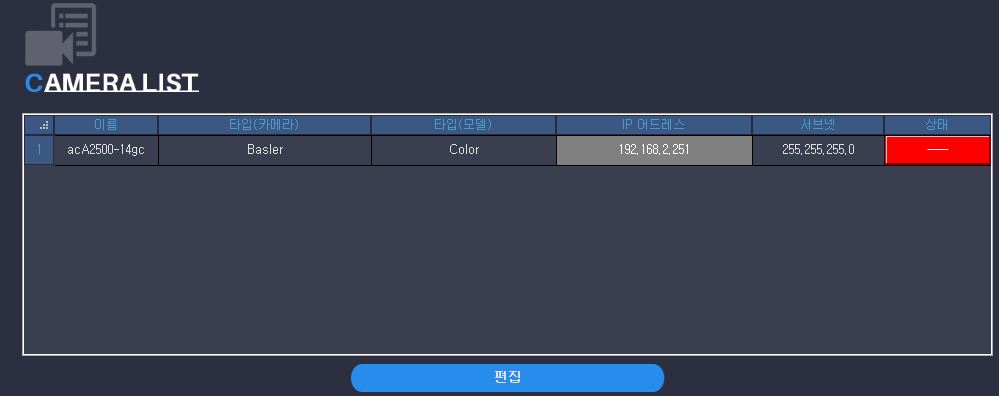 CAMERA LIST
이름 타입(카메라) 타입(모델) IP 어드레스 서브넷 상태
1 acA2500-14gc Basler Color 192,168,2,251 255,255,255,0 ──
편집